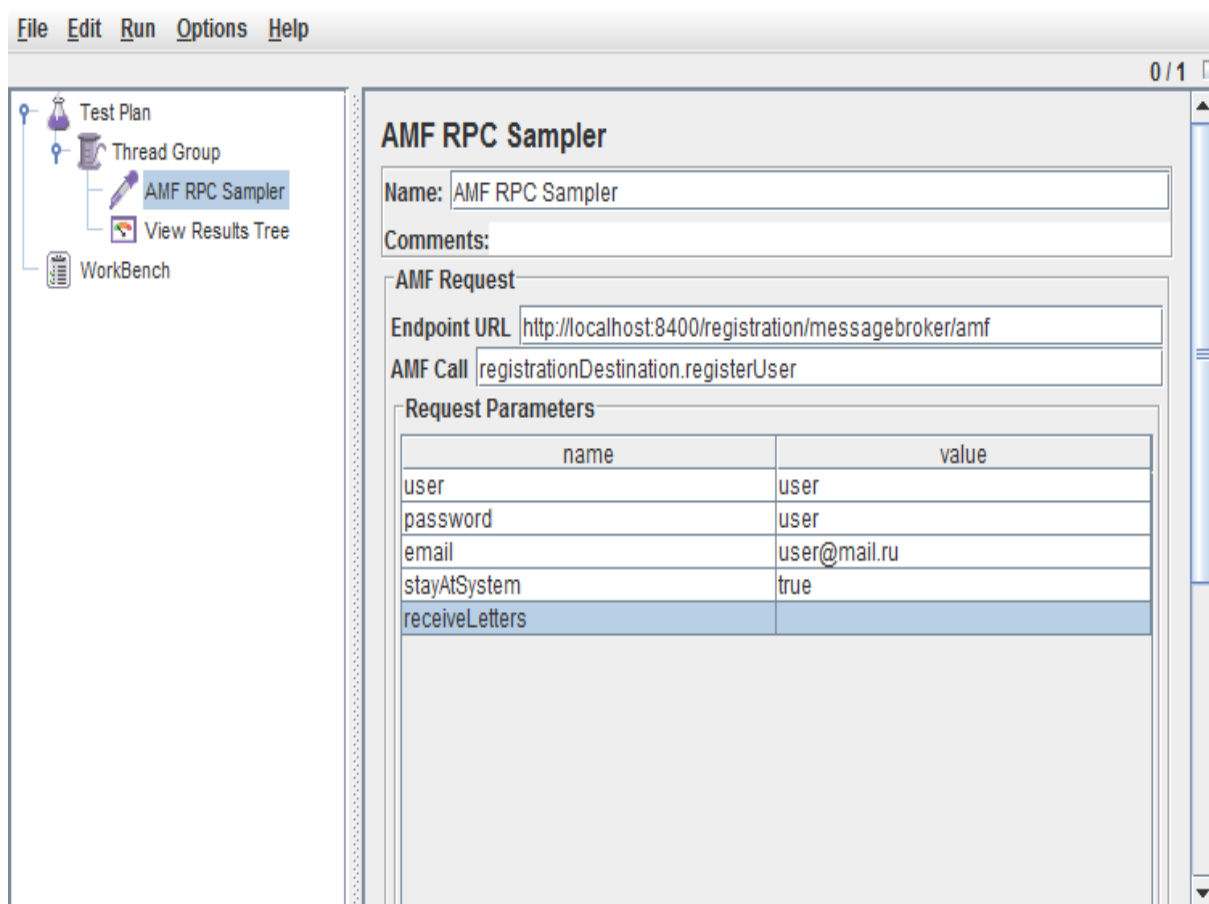 File Edit Run Options Help
0 / 1
Test Plan
Thread Group
AMF RPC Sampler
View Results Tree
WorkBench
AMF RPC Sampler
Name: AMF RPC Sampler
Comments:
AMF Request
Endpoint URL http://localhost:8400/registration/messagebroker/amf
AMF Call registrationDestination.registerUser
Request Parameters
name value
user user
password user
email user@mail.ru
stayAtSystem true
receiveLetters